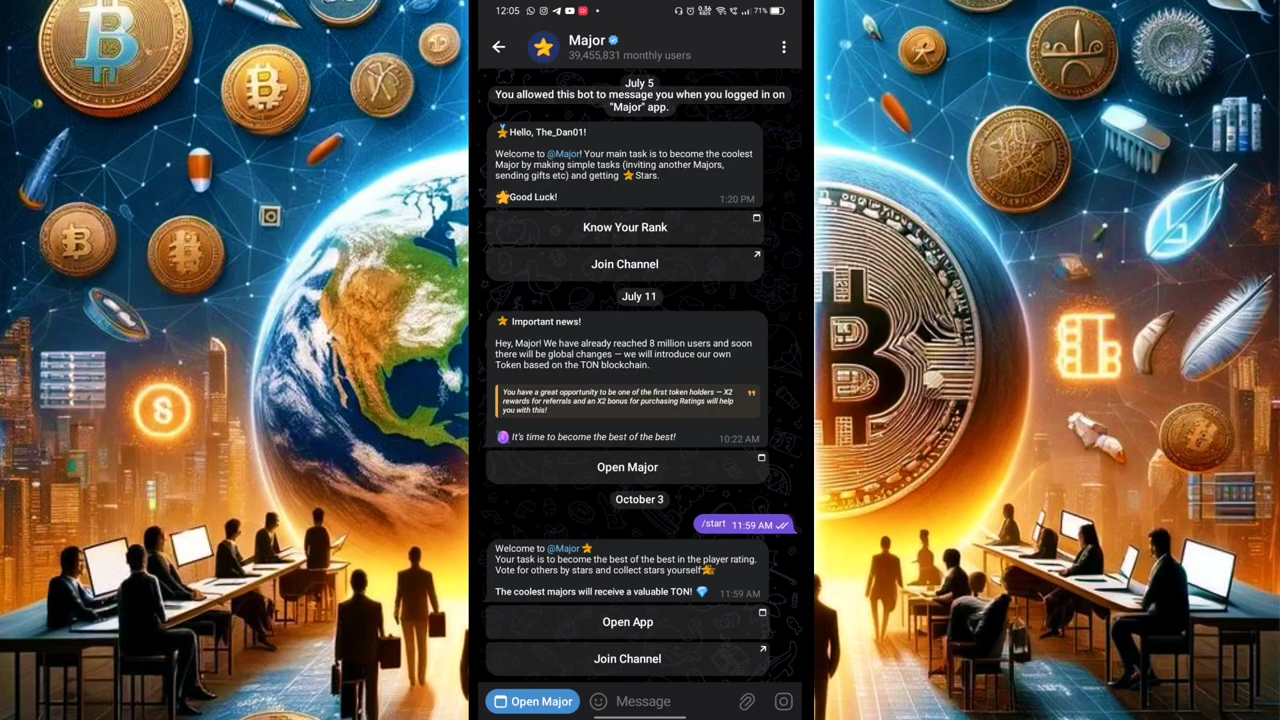 12:05
0.56 KB/S
71%
Major
39,455,831 monthly users
July 5
You allowed this bot to message you when you logged in on
"Major" app.
Hello, The_Dan01!
Welcome to @Major! Your main task is to become the coolest
Major by making simple tasks (inviting another Majors,
sending gifts etc) and getting ⭐Stars.
⭐Good Luck!
1:20 PM
Know Your Rank
Join Channel
July 11
Important news!
Hey, Major! We have already reached 8 million users and soon
there will be global changes — we will introduce our own
Token based on the TON blockchain.
You have a great opportunity to be one of the first token holders — X2
rewards for referrals and an X2 bonus for purchasing Ratings will help
you with this!
It's time to become the best of the best!
10:22 AM
Open Major
October 3
/start 11:59 AM
Welcome to @Major⭐
Your task is to become the best of the best in the player rating.
Vote for others by stars and collect stars yourself
The coolest majors will receive a valuable TON! 💎
11:59 AM
Open App
Join Channel
Open Major
Message